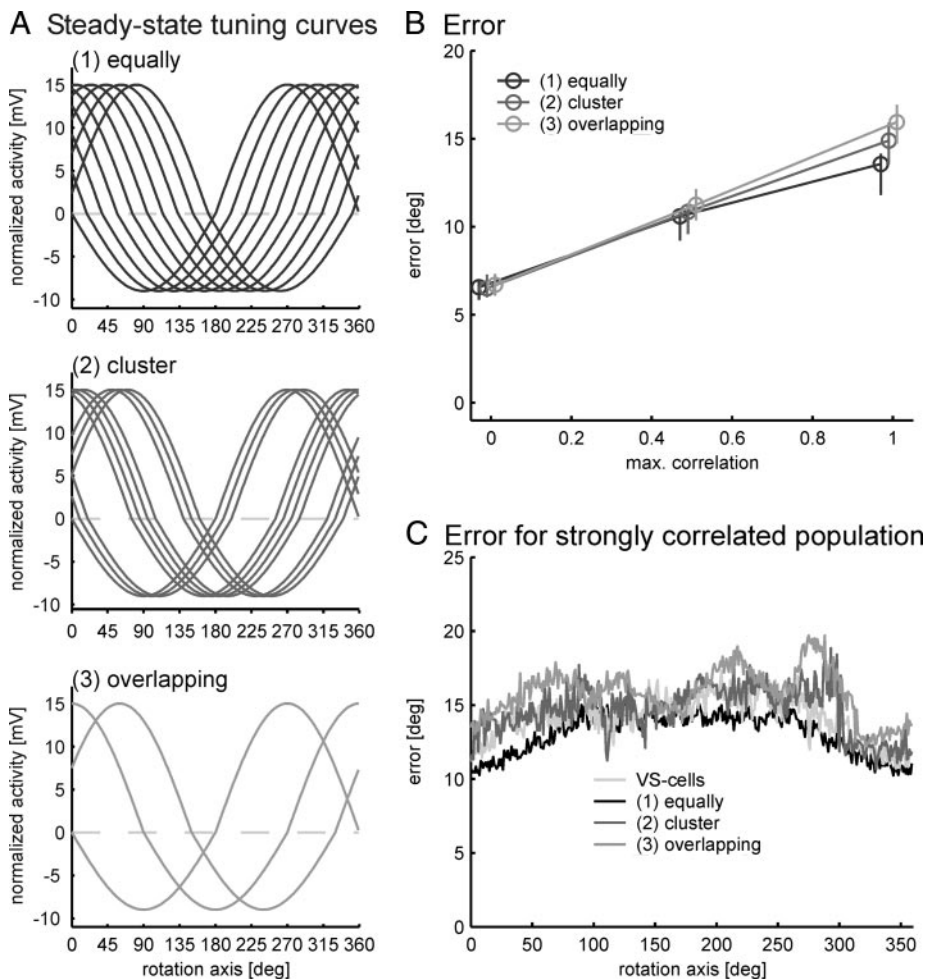 A Steady-state tuning curves
(1) equally
normalized activity [mV]
15
10
5
0
-5
-10
0 45 90 135 180 225 270 315 360
(2) cluster
normalized activity [mV]
15
10
5
0
-5
-10
0 45 90 135 180 225 270 315 360
(3) overlapping
normalized activity [mV]
15
10
5
0
-5
-10
0 45 90 135 180 225 270 315 360
rotation axis [deg]
B Error
error [deg]
20
15
10
5
0
(1) equally
(2) cluster
(3) overlapping
0 0.2 0.4 0.6 0.8 1
max. correlation
C Error for strongly correlated population
error [deg]
25
20
15
10
5
0
VS-cells
(1) equally
(2) cluster
(3) overlapping
0 50 100 150 200 250 300 350
rotation axis [deg]